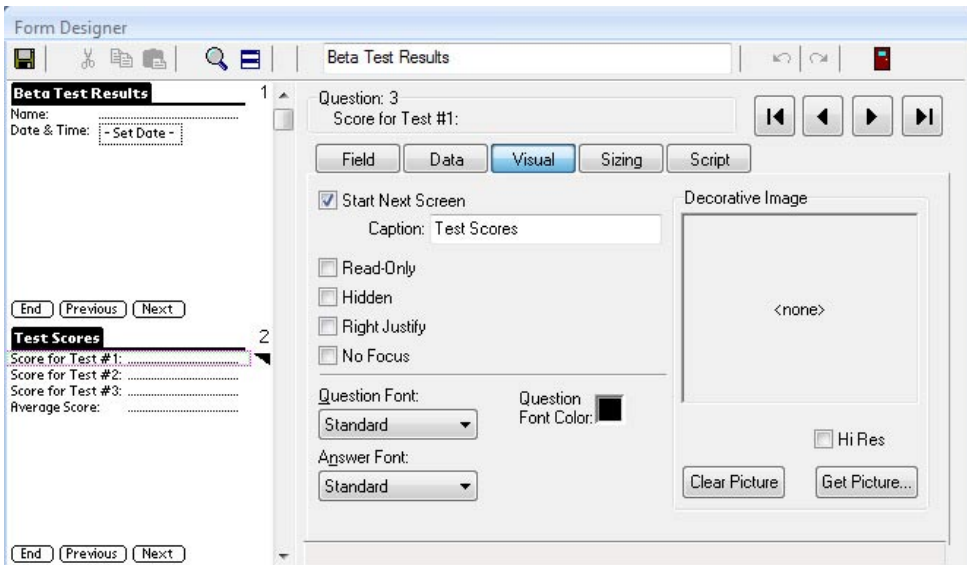 Form Designer
Beta Test Results
Beta Test Results 1
Name:
Date & Time: - Set Date -
End Previous Next
Test Scores 2
Score for Test #1:
Score for Test #2:
Score for Test #3:
Average Score:
End Previous Next
Question: 3
Score for Test #1:
Field Data Visual Sizing Script
Start Next Screen
Caption: Test Scores
Read-Only
Hidden
Right Justify
No Focus
Question Font:
Standard
Question
Font Color:
Answer Font:
Standard
Decorative Image
<none>
Hi Res
Clear Picture Get Picture...